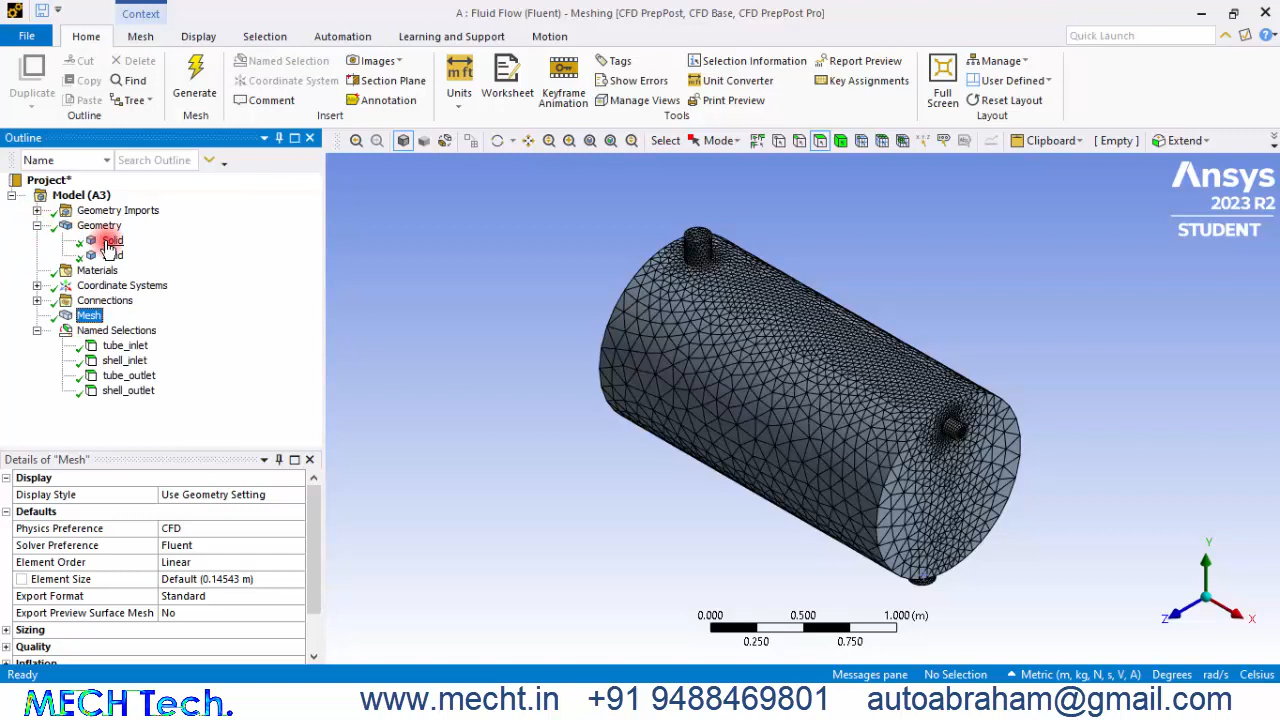 A : Fluid Flow (Fluent) - Meshing [CFD PrepPost, CFD Base, CFD PrepPost Pro]
Context
File
Home
Mesh
Display
Selection
Automation
Learning and Support
Motion
Quick Launch
Duplicate
Cut
Delete
Copy
Find
Paste
Tree
Outline
Generate
Mesh
Named Selection
Coordinate System
Comment
Images
Section Plane
Annotation
Insert
Units
Worksheet
Keyframe
Animation
Tags
Show Errors
Manage Views
Selection Information
Unit Converter
Print Preview
Report Preview
Key Assignments
Tools
Full
Screen
Manage
User Defined
Reset Layout
Layout
Outline
Select
Mode
Clipboard
[ Empty ]
Extend
Name
Search Outline
Project*
Model (A3)
Geometry Imports
Geometry
Materials
Coordinate Systems
Connections
Mesh
Named Selections
tube_inlet
shell_inlet
tube_outlet
shell_outlet
Ansys
2023 R2
STUDENT
Details of "Mesh"
Display
Display Style Use Geometry Setting
Defaults
Physics Preference CFD
Solver Preference Fluent
Element Order Linear
Element Size Default (0.14543 m)
Export Format Standard
Export Preview Surface Mesh No
Sizing
Quality
Inflation
0.000 0.500 1.000 (m)
0.250 0.750
Y
Z
X
Ready
Messages pane
No Selection
Metric (m, kg, N, s, V, A)
Degrees
rad/s
Celsius
MECH Tech. www.mecht.in +91 9488469801 autoabraham@gmail.com